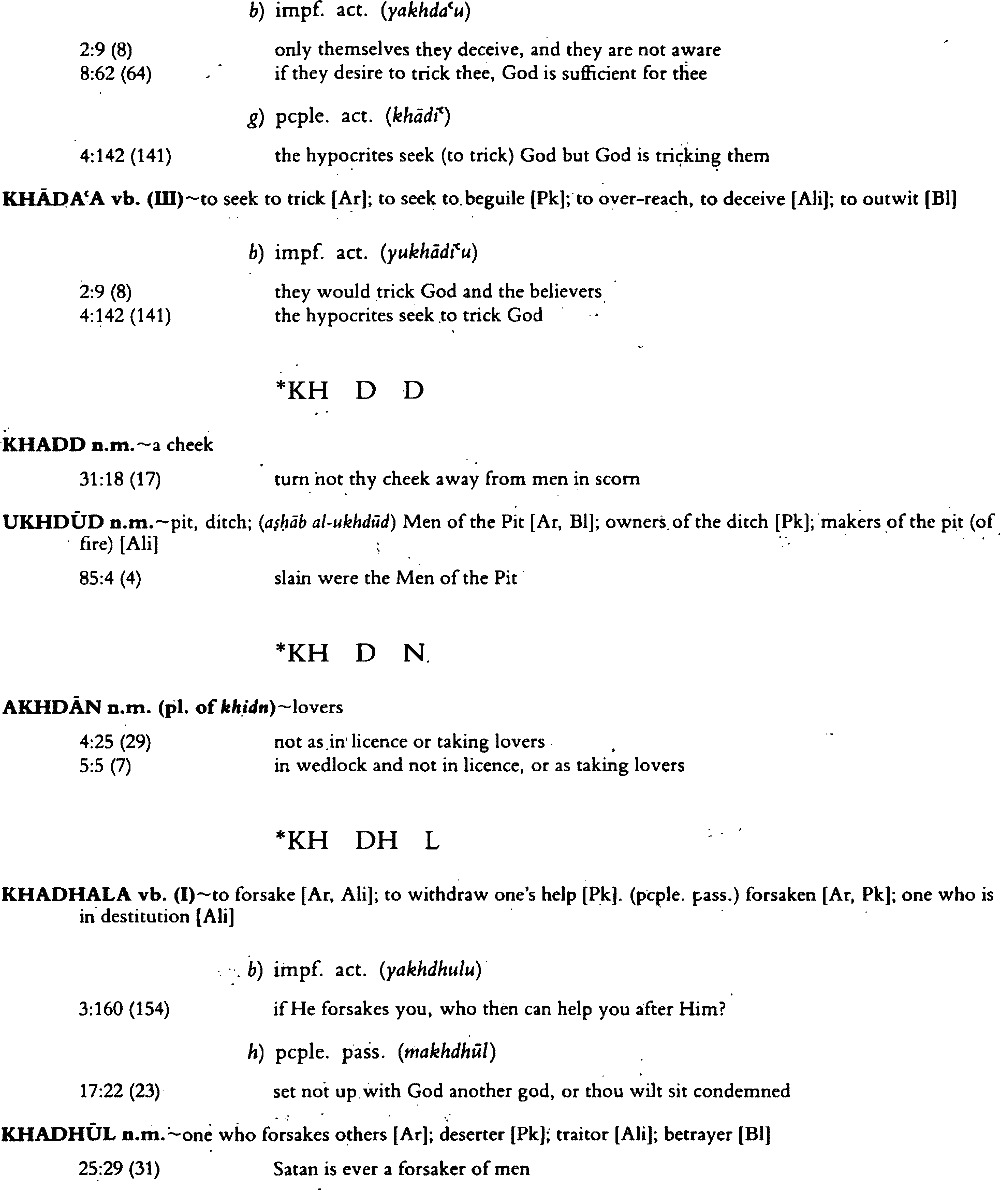 b) impf. act. (yakhdaʿu)
2:9 (8) only themselves they deceive, and they are not aware
8:62 (64) if they desire to trick thee, God is sufficient for thee
g) pcple. act. (khādiʿ)
4:142 (141) the hypocrites seek (to trick) God but God is tricking them
KHĀDAʿA vb. (III)~to seek to trick [Ar]; to seek to beguile [Pk]; to over-reach, to deceive [Ali]; to outwit [Bl]
b) impf. act. (yukhādiʿu)
2:9 (8) they would trick God and the believers
4:142 (141) the hypocrites seek to trick God
*KH D D
KHADD n.m.~a cheek
31:18 (17) turn not thy cheek away from men in scorn
UKHDŪD n.m.~pit, ditch; (aṣḥāb al-ukhdūd) Men of the Pit [Ar, Bl]; owners of the ditch [Pk]; makers of the pit (of
fire) [Ali]
85:4 (4) slain were the Men of the Pit
*KH D N
AKHDĀN n.m. (pl. of khidn)~lovers
4:25 (29) not as in licence or taking lovers
5:5 (7) in wedlock and not in licence, or as taking lovers
*KH DH L
KHADHALA vb. (I)~to forsake [Ar, Ali]; to withdraw one's help [Pk]. (pcple. pass.) forsaken [Ar, Pk]; one who is
in destitution [Ali]
b) impf. act. (yakhdhulu)
3:160 (154) if He forsakes you, who then can help you after Him?
h) pcple. pass. (makhdhūl)
17:22 (23) set not up with God another god, or thou wilt sit condemned
KHADHŪL n.m.~one who forsakes others [Ar]; deserter [Pk]; traitor [Ali]; betrayer [Bl]
25:29 (31) Satan is ever a forsaker of men